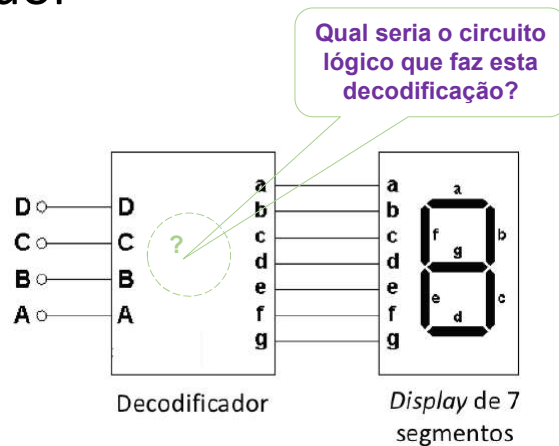 Qual seria o circuito
lógico que faz esta
decodificação?
D D a a
C C b b
B B c c
A A d d
e e
f f
g g
?
a
f b
g
e c
d
Decodificador
Display de 7
segmentos